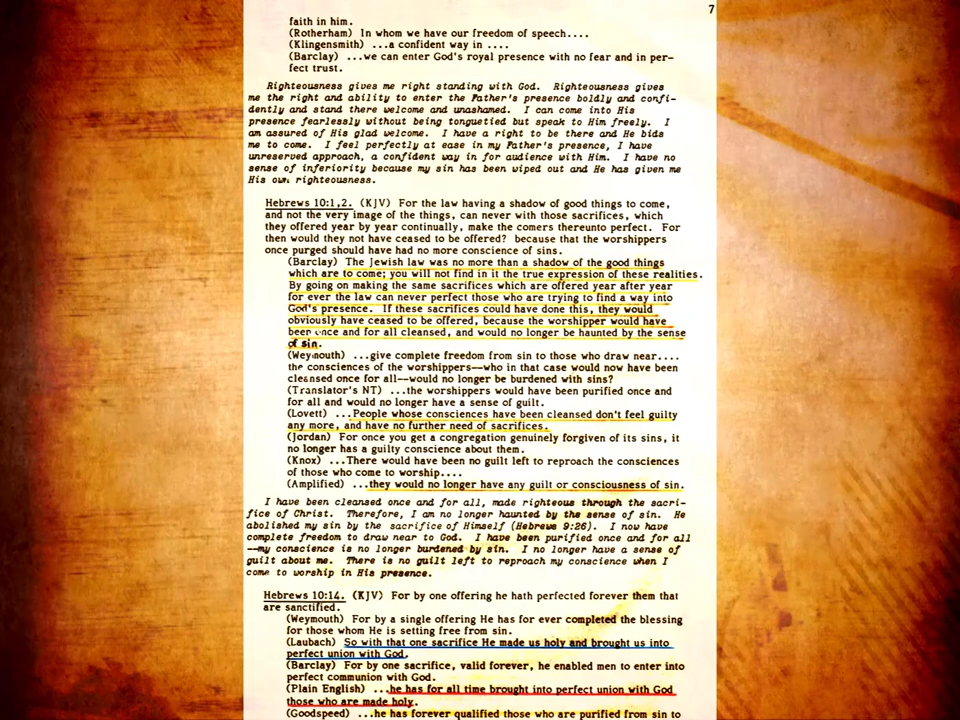 7
faith in him.
(Rotherham) In whom we have our freedom of speech....
(Klingensmith) ...a confident way in ....
(Barclay) ...we can enter God's royal presence with no fear and in per-
fect trust.
Righteousness gives me right standing with God. Righteousness gives
me the right and ability to enter the Father's presence boldly and confi-
dently and stand there welcome and unashamed. I can come into His
presence fearlessly without being tonguetied but speak to Him freely. I
am assured of His glad welcome. I have a right to be there and He bids
me to come. I feel perfectly at ease in my Father's presence, I have
unreserved approach, a confident way in for audience with Him. I have no
sense of inferiority because my sin has been wiped out and He has given me
His own righteousness.
Hebrews 10:1,2. (KJV) For the law having a shadow of good things to come,
and not the very image of the things, can never with those sacrifices, which
they offered year by year continually, make the comers thereunto perfect. For
then would they not have ceased to be offered? because that the worshippers
once purged should have had no more conscience of sins.
(Barclay) The Jewish law was no more than a shadow of the good things
which are to come; you will not find in it the true expression of these realities.
By going on making the same sacrifices which are offered year after year
for ever the law can never perfect those who are trying to find a way into
God's presence. If these sacrifices could have done this, they would
obviously have ceased to be offered, because the worshipper would have
been once and for all cleansed, and would no longer be haunted by the sense
of sin.
(Weymouth) ...give complete freedom from sin to those who draw near....
the consciences of the worshippers--who in that case would now have been
cleansed once for all--would no longer be burdened with sins?
(Translator's NT) ...the worshippers would have been purified once and
for all and would no longer have a sense of guilt.
(Lovett) ...People whose consciences have been cleansed don't feel guilty
any more, and have no further need of sacrifices.
(Jordan) For once you get a congregation genuinely forgiven of its sins, it
no longer has a guilty conscience about them.
(Knox) ...There would have been no guilt left to reproach the consciences
of those who come to worship....
(Amplified) ...they would no longer have any guilt or consciousness of sin.
I have been cleansed once and for all, made righteous through the sacri-
fice of Christ. Therefore, I am no longer haunted by the sense of sin. He
abolished my sin by the sacrifice of Himself (Hebrews 9:26). I now have
complete freedom to draw near to God. I have been purified once and for all
--my conscience is no longer burdened by sin. I no longer have a sense of
guilt about me. There is no guilt left to reproach my conscience when I
come to worship in His presence.
Hebrews 10:14. (KJV) For by one offering he hath perfected forever them that
are sanctified.
(Weymouth) For by a single offering He has for ever completed the blessing
for those whom He is setting free from sin.
(Laubach) So with that one sacrifice He made us holy and brought us into
perfect union with God.
(Barclay) For by one sacrifice, valid forever, he enabled men to enter into
perfect communion with God.
(Plain English) ...he has for all time brought into perfect union with God
those who are made holy.
(Goodspeed) ...he has forever qualified those who are purified from sin to